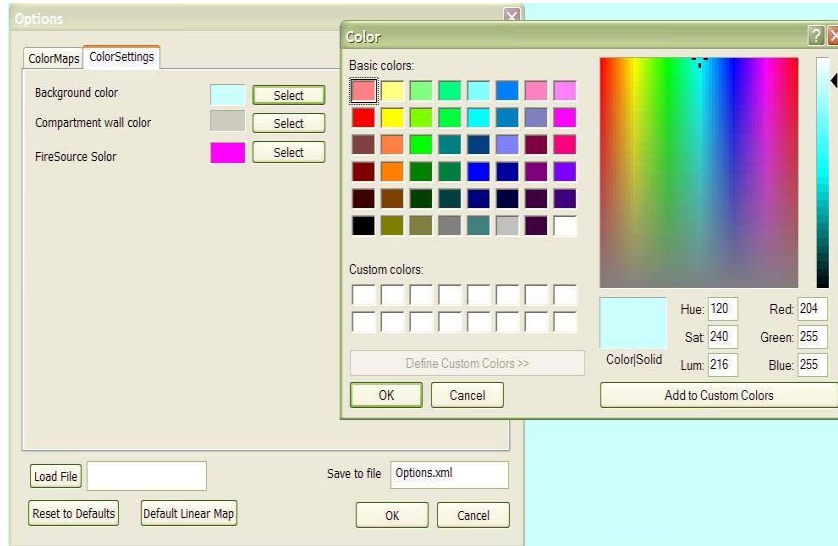 Options
ColorMaps ColorSettings
Background color Select
Compartment wall color Select
FireSource Color Select
Load File
Save to file Options.xml
Reset to Defaults Default Linear Map OK Cancel
Color
Basic colors:
Custom colors:
Define Custom Colors >>
OK Cancel
Color|Solid
Hue: 120 Red: 204
Sat: 240 Green: 255
Lum: 216 Blue: 255
Add to Custom Colors